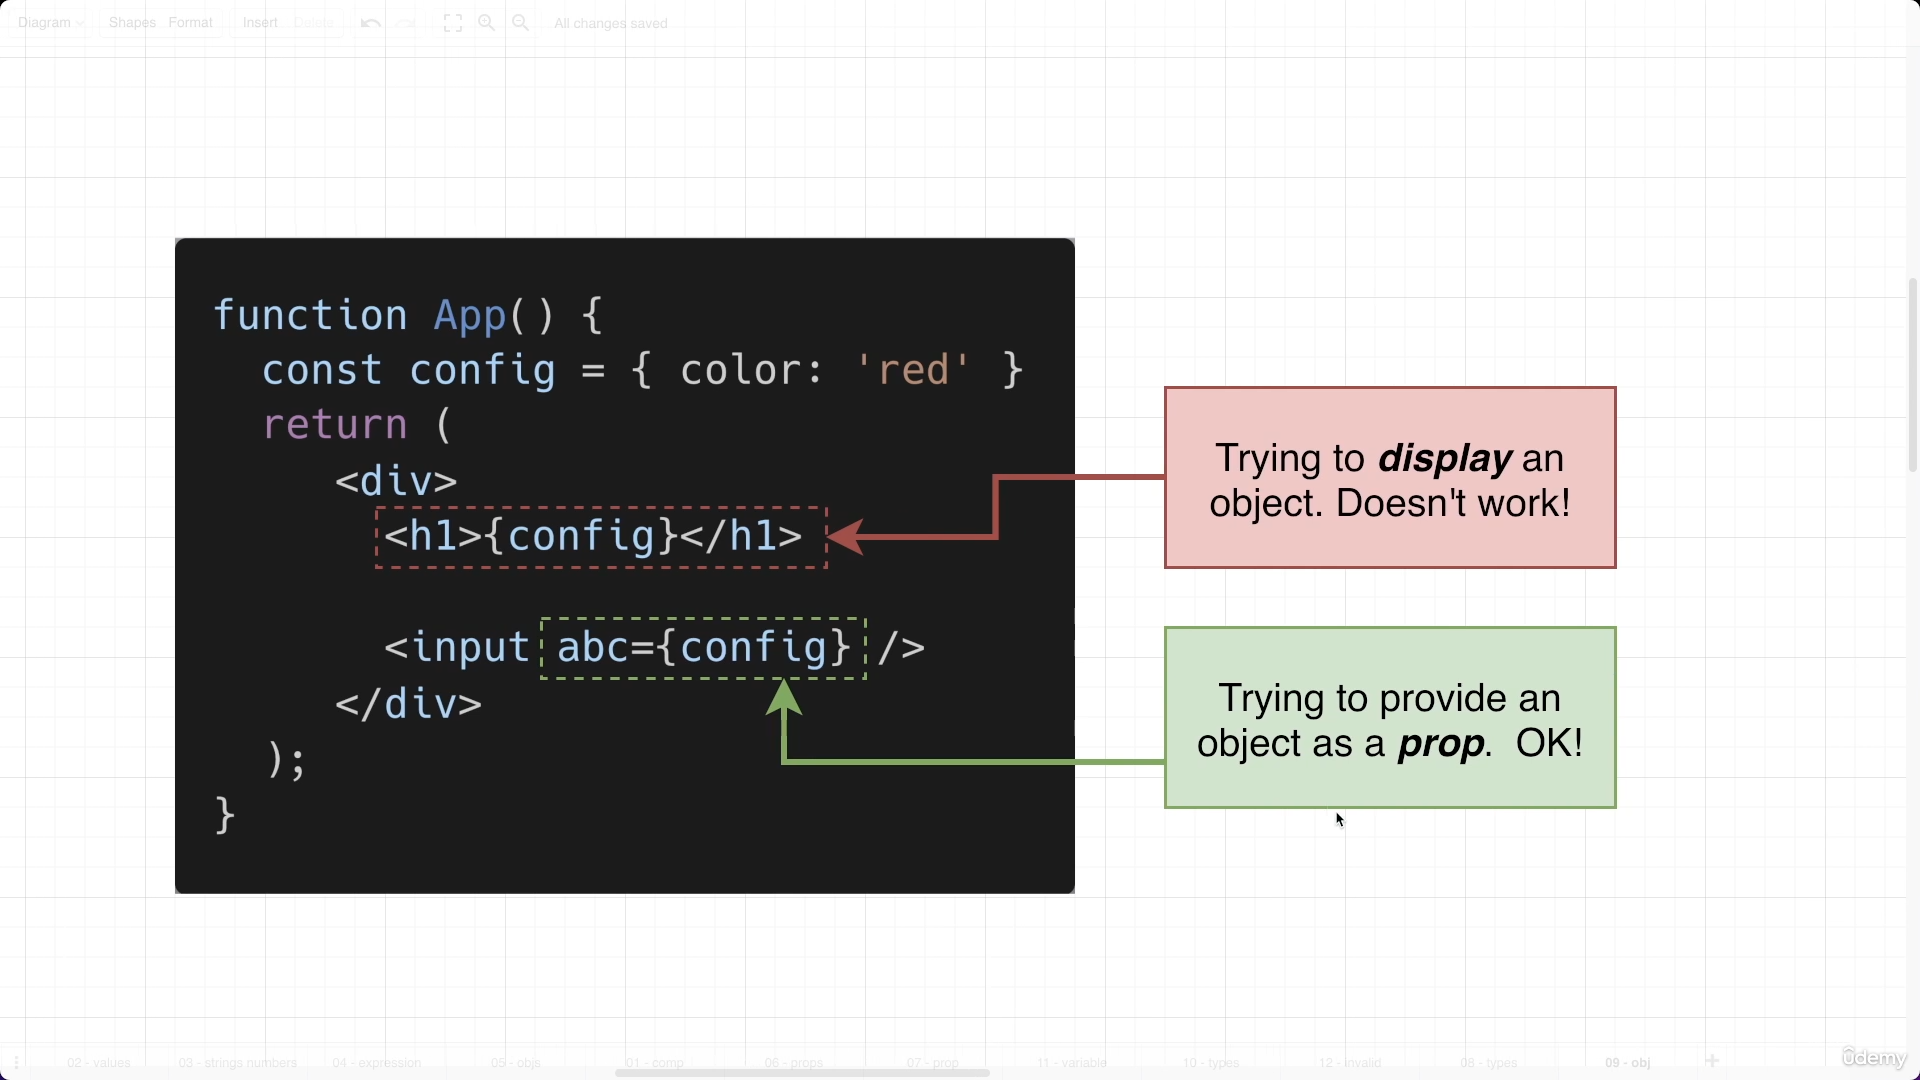 Diagram Shapes Format Insert Delete All changes saved
function App() {
const config = { color: 'red' }
return (
<div>
<h1>{config}</h1>
<input abc={config} />
</div>
);
}
Trying to display an
object. Doesn't work!
Trying to provide an
object as a prop. OK!
02 - values 03 - strings numbers 04 - expression 05 - objs 01 - comp 06 - props 07 - prop 11 - variable 10 - types 12 - invalid 08 - types 09 - obj
ûdemy